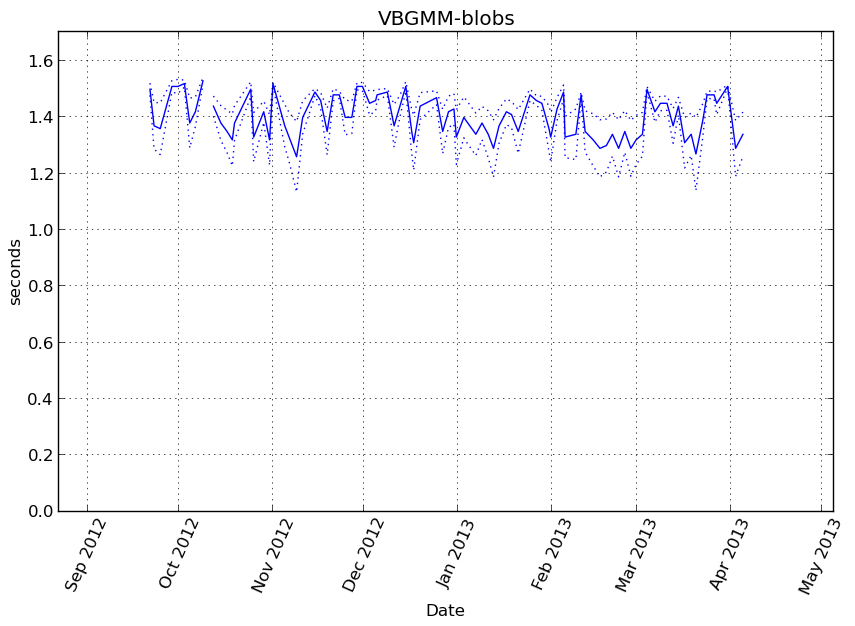 VBGMM-blobs
1.6
1.4
1.2
1.0
0.8
0.6
0.4
0.2
0.0
seconds
Sep 2012
Oct 2012
Nov 2012
Dec 2012
Jan 2013
Feb 2013
Mar 2013
Apr 2013
May 2013
Date